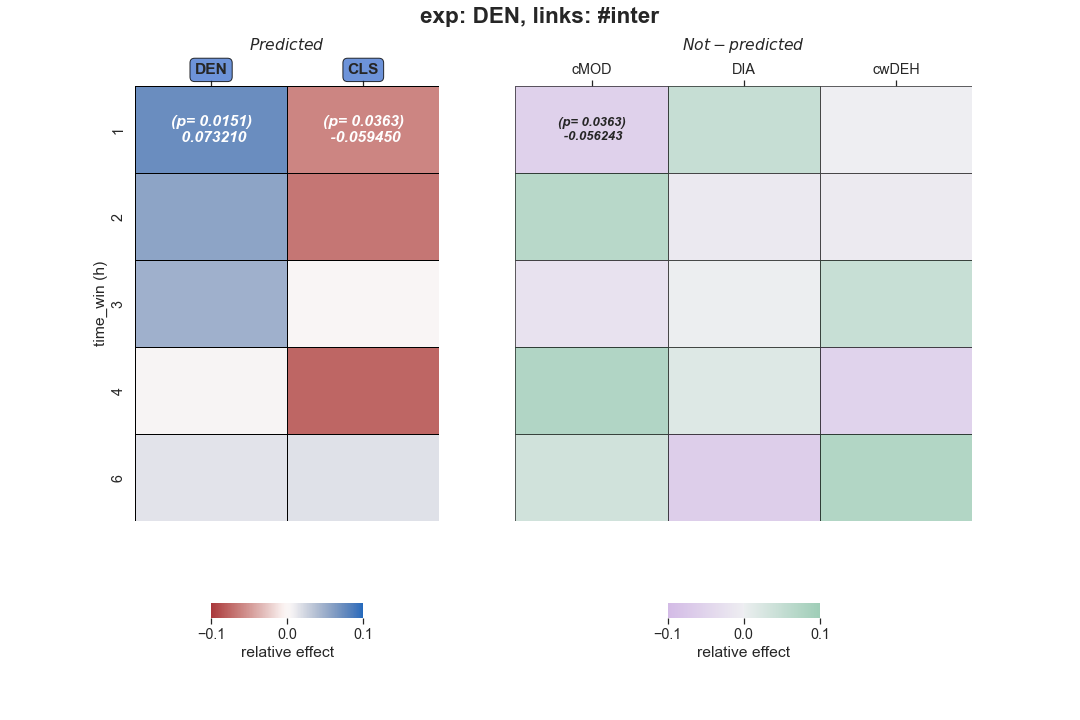 exp: DEN, links: #inter
Predicted
Not − predicted
DEN
CLS
cMOD
DIA
cwDEH
time_win (h)
1
2
3
4
6
(p= 0.0151)
0.073210
(p= 0.0363)
-0.059450
(p= 0.0363)
-0.056243
−0.1
0.0
0.1
relative effect
−0.1
0.0
0.1
relative effect